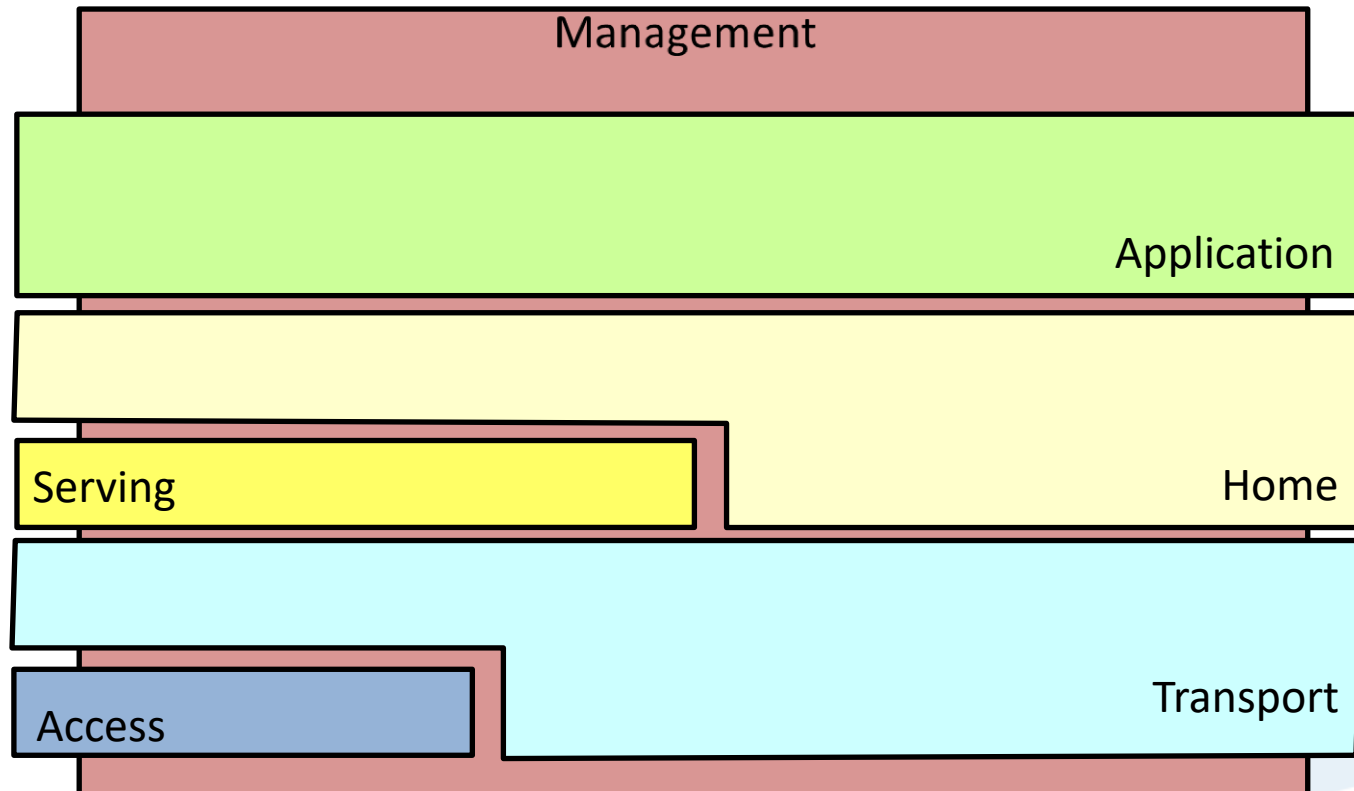 Management
Application
Serving
Home
Transport
Access